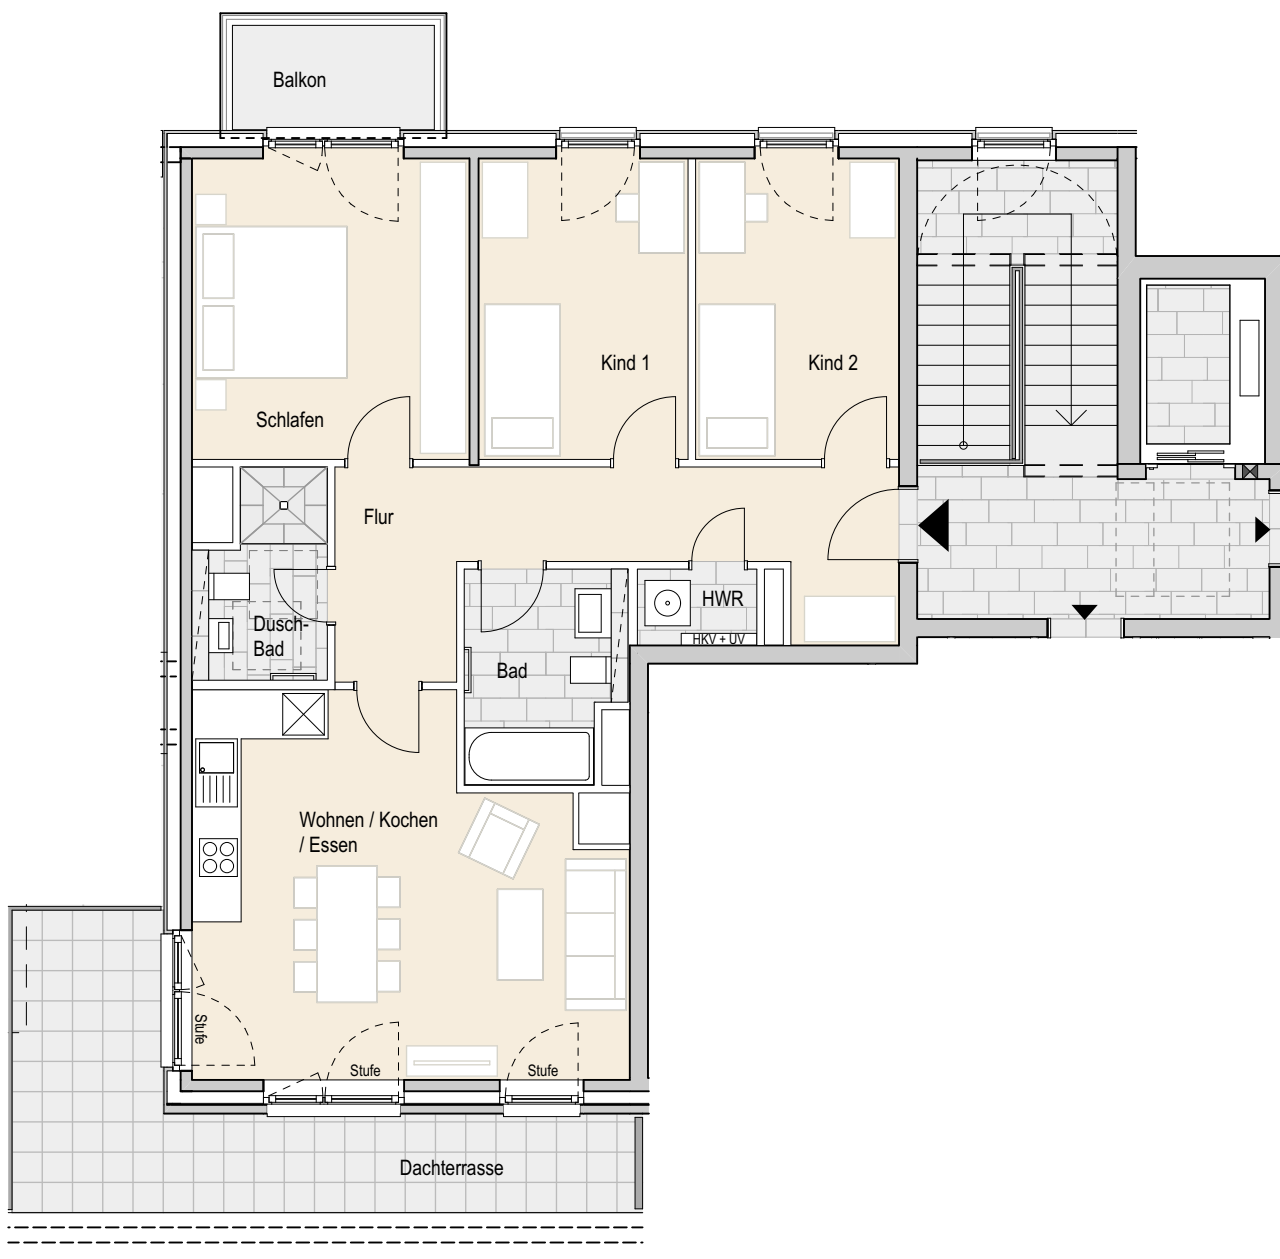 Balkon
Kind 1
Kind 2
Schlafen
Flur
HWR
Dusch-
Bad
HKV + UV
Bad
Wohnen / Kochen
/ Essen
Stufe
Stufe
Stufe
Dachterrasse